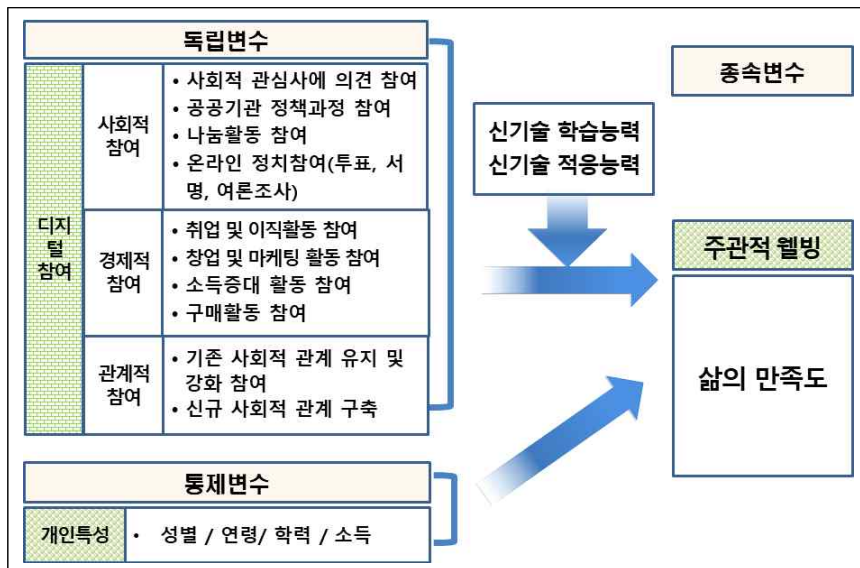 독립변수
디지
털
참여
사회적
참여
• 사회적 관심사에 의견 참여
• 공공기관 정책과정 참여
• 나눔활동 참여
• 온라인 정치참여(투표, 서
명, 여론조사)
경제적
참여
• 취업 및 이직활동 참여
• 창업 및 마케팅 활동 참여
• 소득증대 활동 참여
• 구매활동 참여
관계적
참여
• 기존 사회적 관계 유지 및
강화 참여
• 신규 사회적 관계 구축
통제변수
개인특성
• 성별 / 연령/ 학력 / 소득
신기술 학습능력
신기술 적응능력
종속변수
주관적 웰빙
삶의 만족도